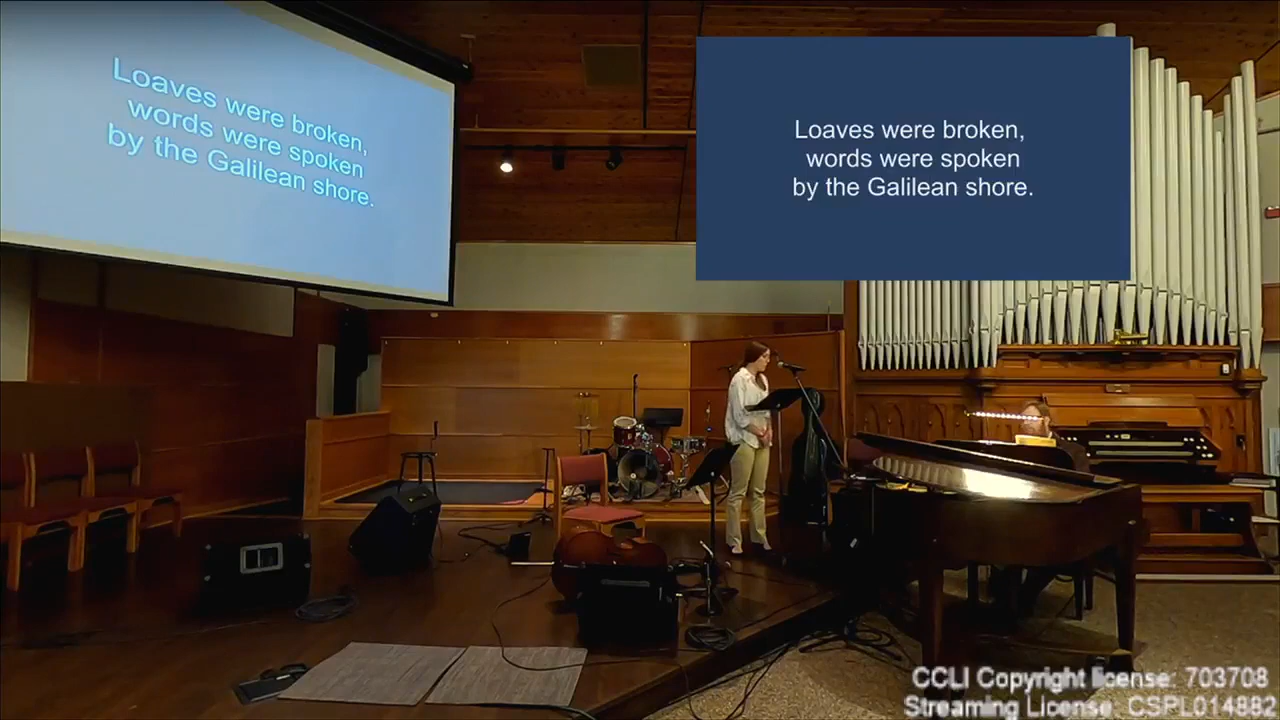 Loaves were broken,
words were spoken
by the Galilean shore.
Loaves were broken,
words were spoken
by the Galilean shore.
CCLI Copyright license: 703708
Streaming License: CSPL014882